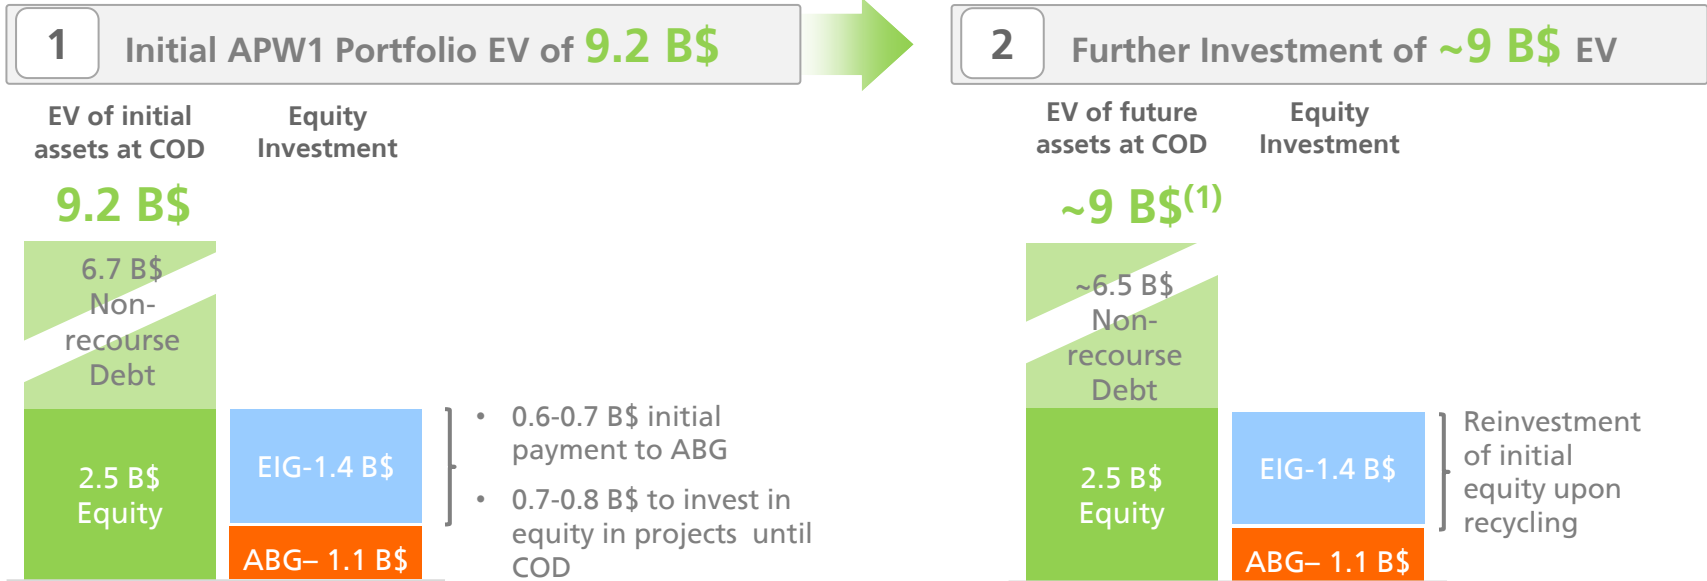 1
Initial APW1 Portfolio EV of 9.2 B$
2
Further Investment of ~9 B$ EV
EV of initial
assets at COD
Equity
Investment
9.2 B$
6.7 B$
Non-
recourse
Debt
2.5 B$
Equity
EIG-1.4 B$
ABG– 1.1 B$
• 0.6-0.7 B$ initial
payment to ABG
• 0.7-0.8 B$ to invest in
equity in projects until
COD
EV of future
assets at COD
Equity
Investment
~9 B$(1)
~6.5 B$
Non-
recourse
Debt
2.5 B$
Equity
EIG-1.4 B$
ABG– 1.1 B$
Reinvestment
of initial
equity upon
recycling